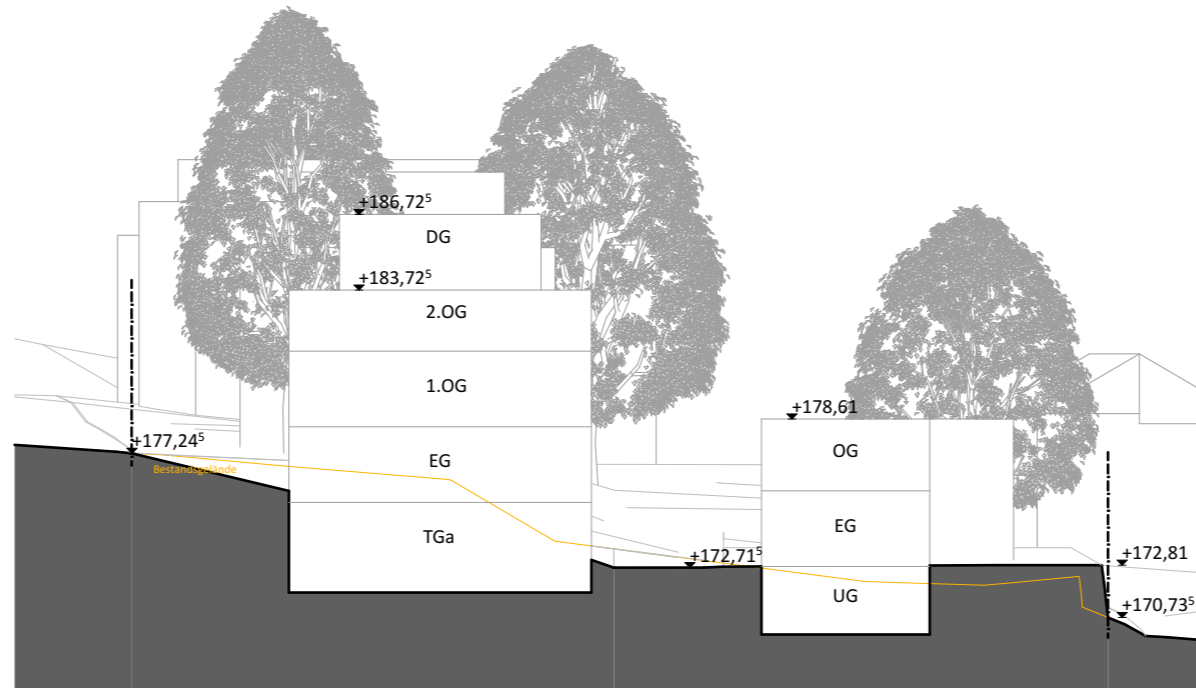 +186,72⁵
DG
+183,72⁵
2.OG
1.OG
+178,61
+177,24⁵
OG
EG
Bestandsgelände
EG
TGa
+172,71⁵
+172,81
UG
+170,73⁵